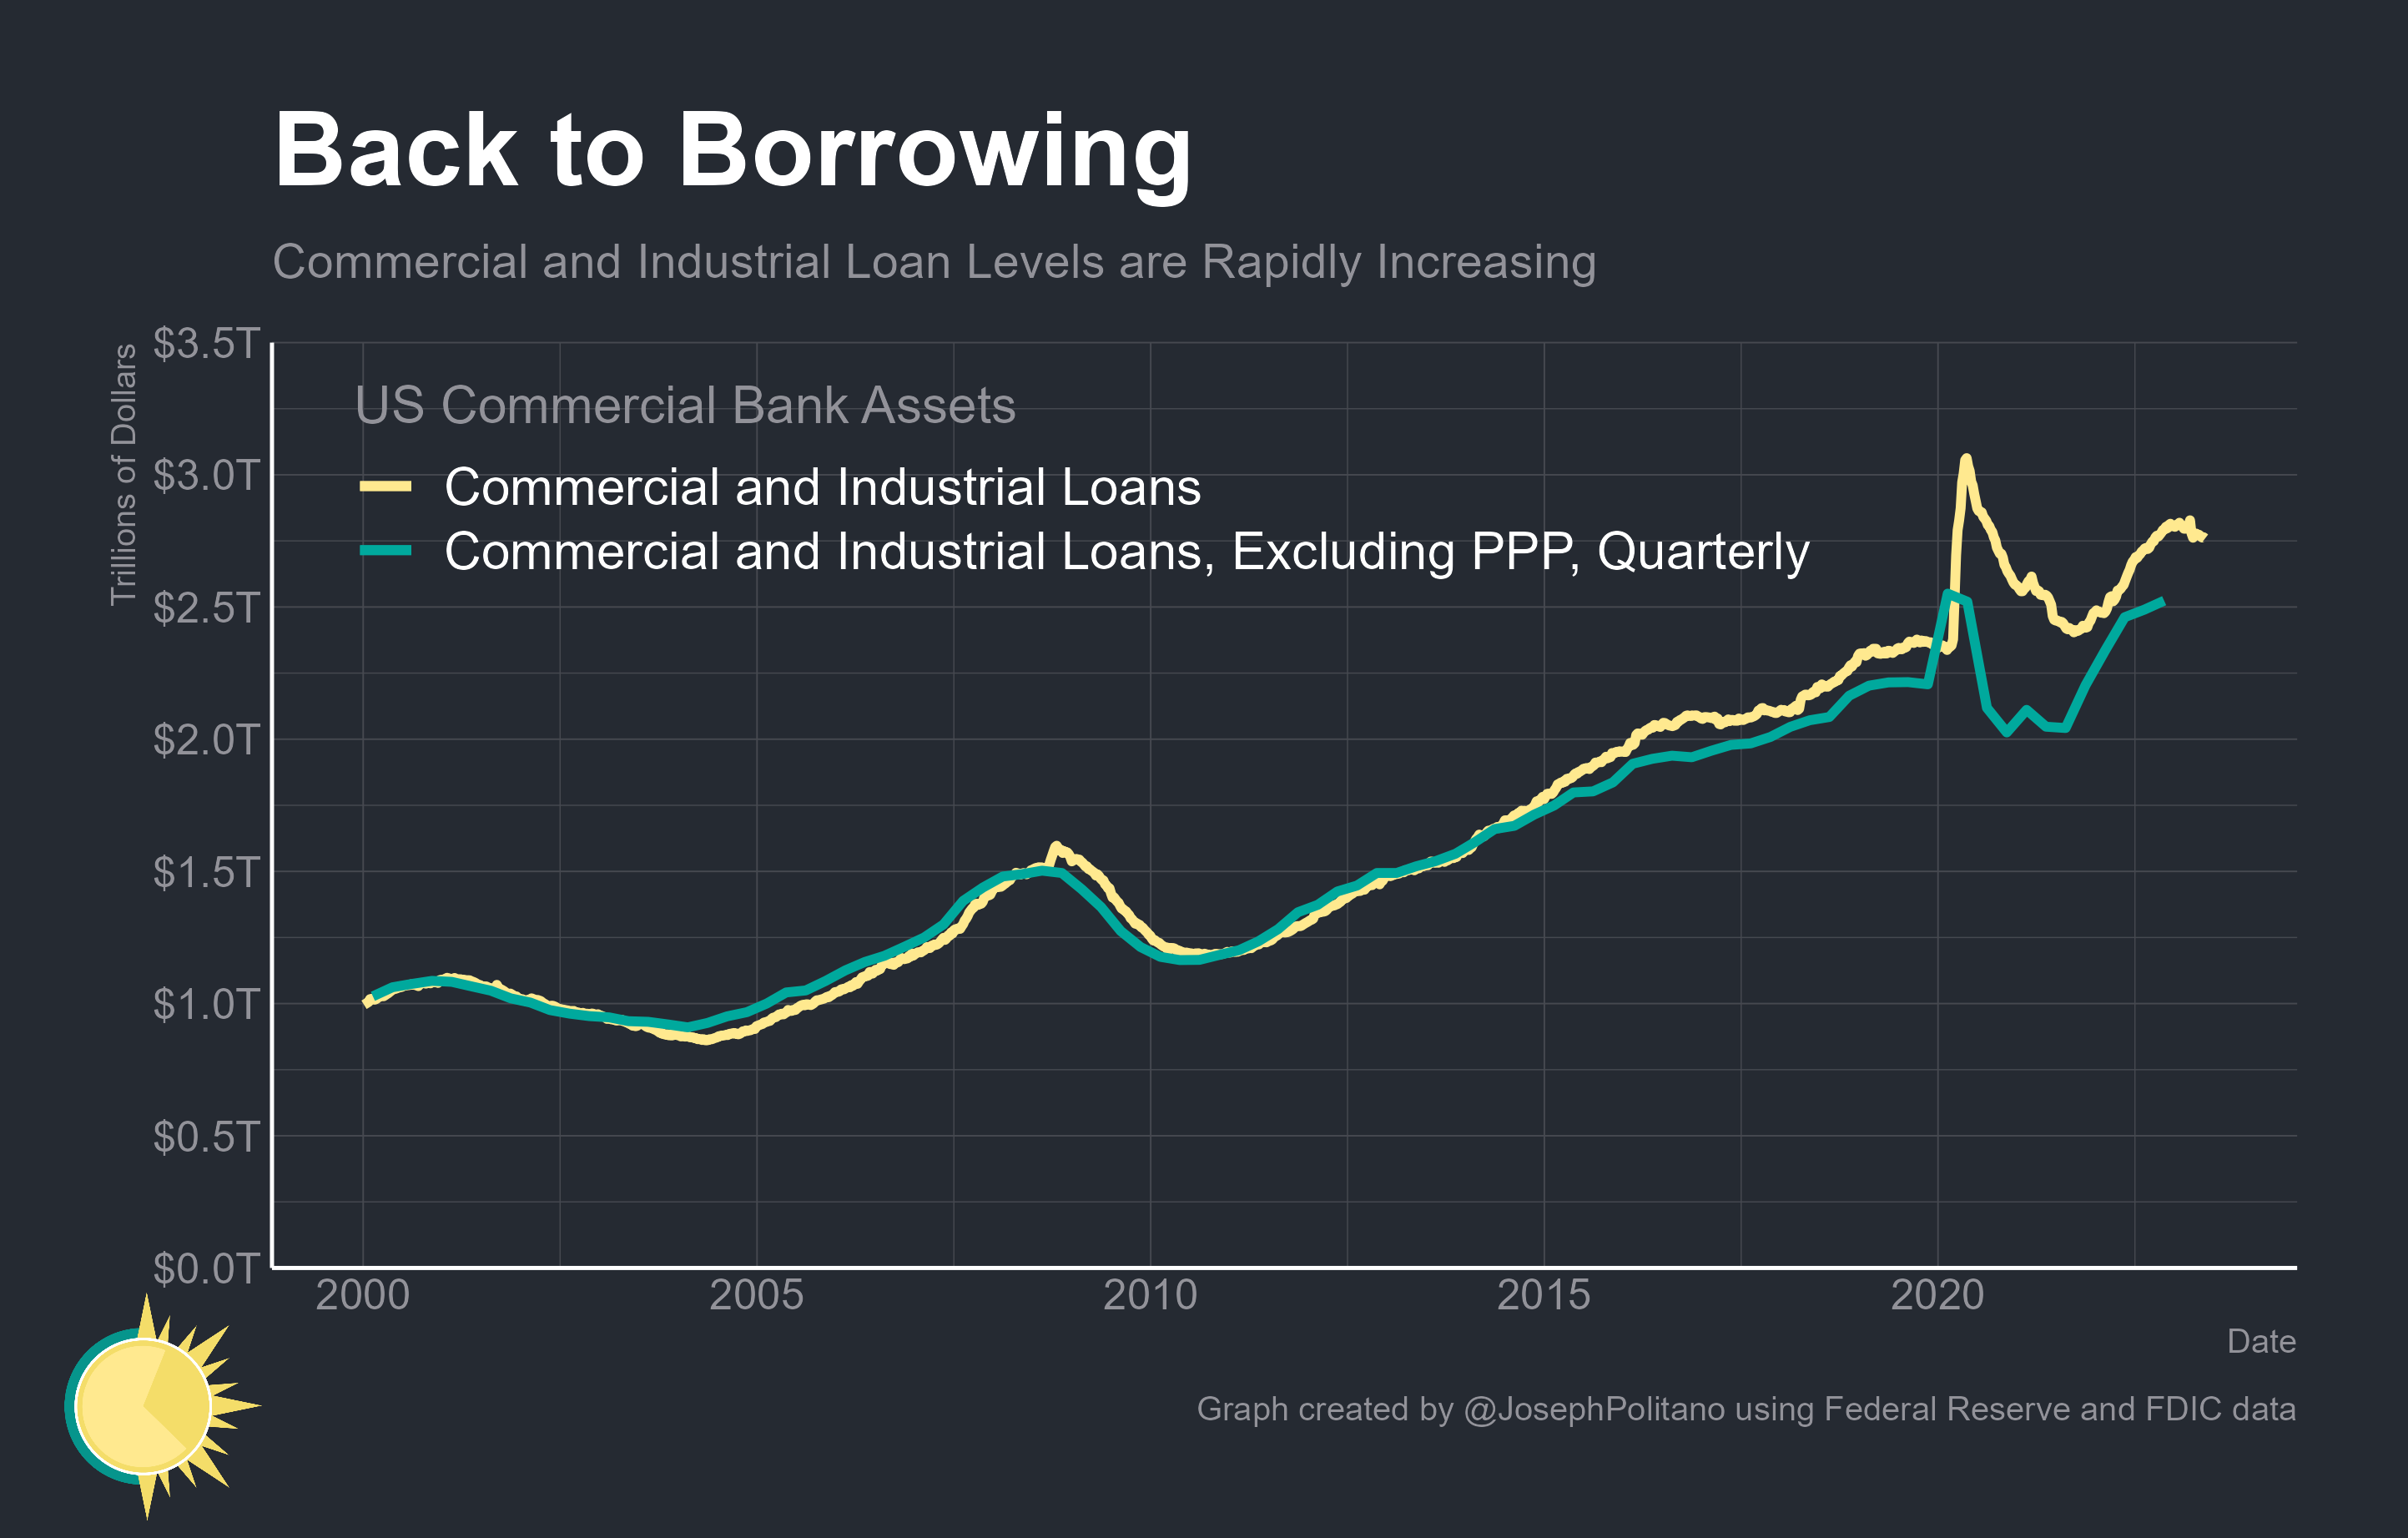 Back to Borrowing
Commercial and Industrial Loan Levels are Rapidly Increasing
Trillions of Dollars
$3.5T
$3.0T
$2.5T
$2.0T
$1.5T
$1.0T
$0.5T
$0.0T
US Commercial Bank Assets
Commercial and Industrial Loans
Commercial and Industrial Loans, Excluding PPP, Quarterly
2000 2005 2010 2015 2020
Date
Graph created by @JosephPolitano using Federal Reserve and FDIC data